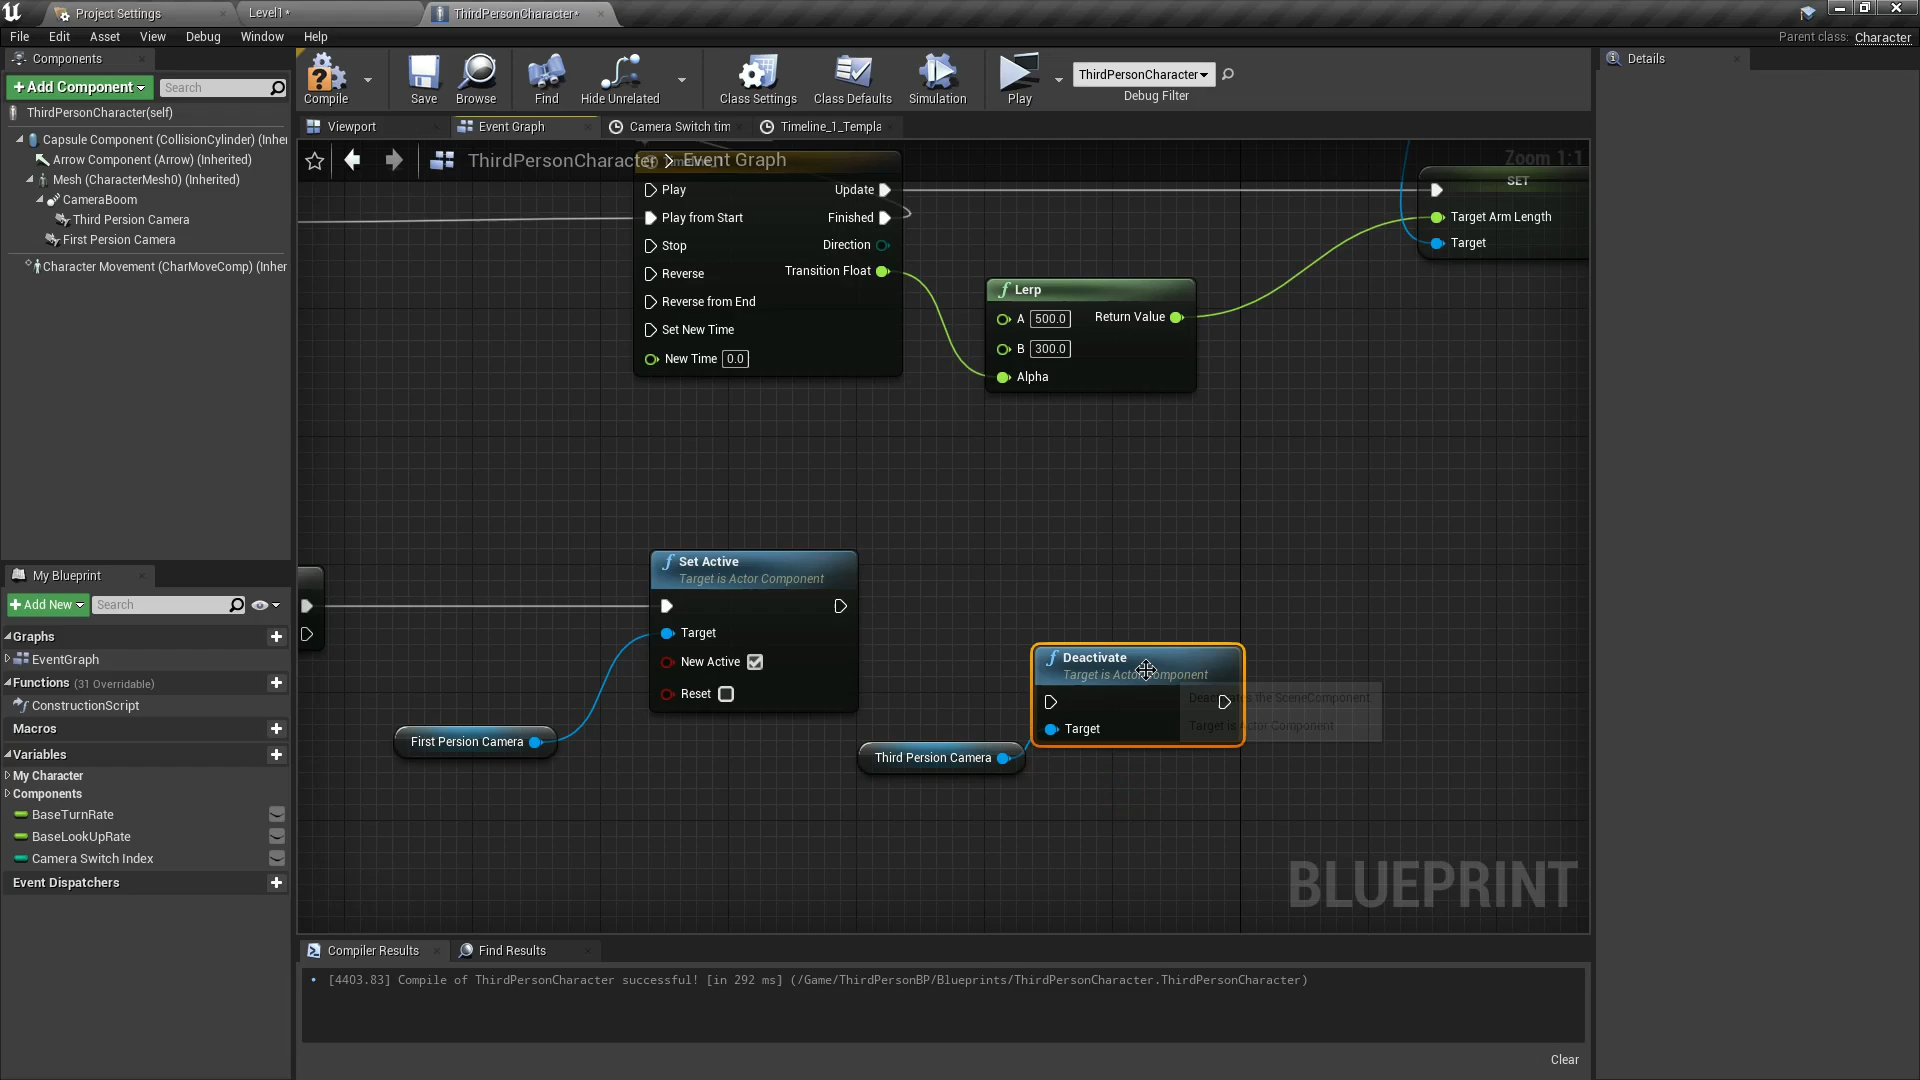 Project Settings
Level1*
ThirdPersonCharacter*
File Edit Asset View Debug Window Help
Parent class: Character
Components
+Add Component
Search
ThirdPersonCharacter(self)
Capsule Component (CollisionCylinder) (Inher
Arrow Component (Arrow) (Inherited)
Mesh (CharacterMesh0) (Inherited)
CameraBoom
Third Persion Camera
First Persion Camera
Character Movement (CharMoveComp) (Inher
Compile
Save
Browse
Find
Hide Unrelated
Class Settings
Class Defaults
Simulation
Play
ThirdPersonCharacter
Debug Filter
Details
Viewport
Event Graph
Camera Switch tim
Timeline_1_Templa
ThirdPersonCharacter > Event Graph
Zoom 1:1
Play
Update
Play from Start
Finished
Stop
Direction
Reverse
Transition Float
Reverse from End
Set New Time
New Time 0.0
Lerp
A 500.0
Return Value
B 300.0
Alpha
SET
Target Arm Length
Target
Set Active
Target is Actor Component
Target
New Active
Reset
First Persion Camera
Third Persion Camera
Deactivate
Target is Actor Component
Target
Deactivates the SceneComponent
Target is Actor Component
BLUEPRINT
My Blueprint
+Add New
Search
Graphs
EventGraph
Functions (31 Overridable)
ConstructionScript
Macros
Variables
My Character
Components
BaseTurnRate
BaseLookUpRate
Camera Switch Index
Event Dispatchers
Compiler Results
Find Results
[4403.83] Compile of ThirdPersonCharacter successful! [in 292 ms] (/Game/ThirdPersonBP/Blueprints/ThirdPersonCharacter.ThirdPersonCharacter)
Clear